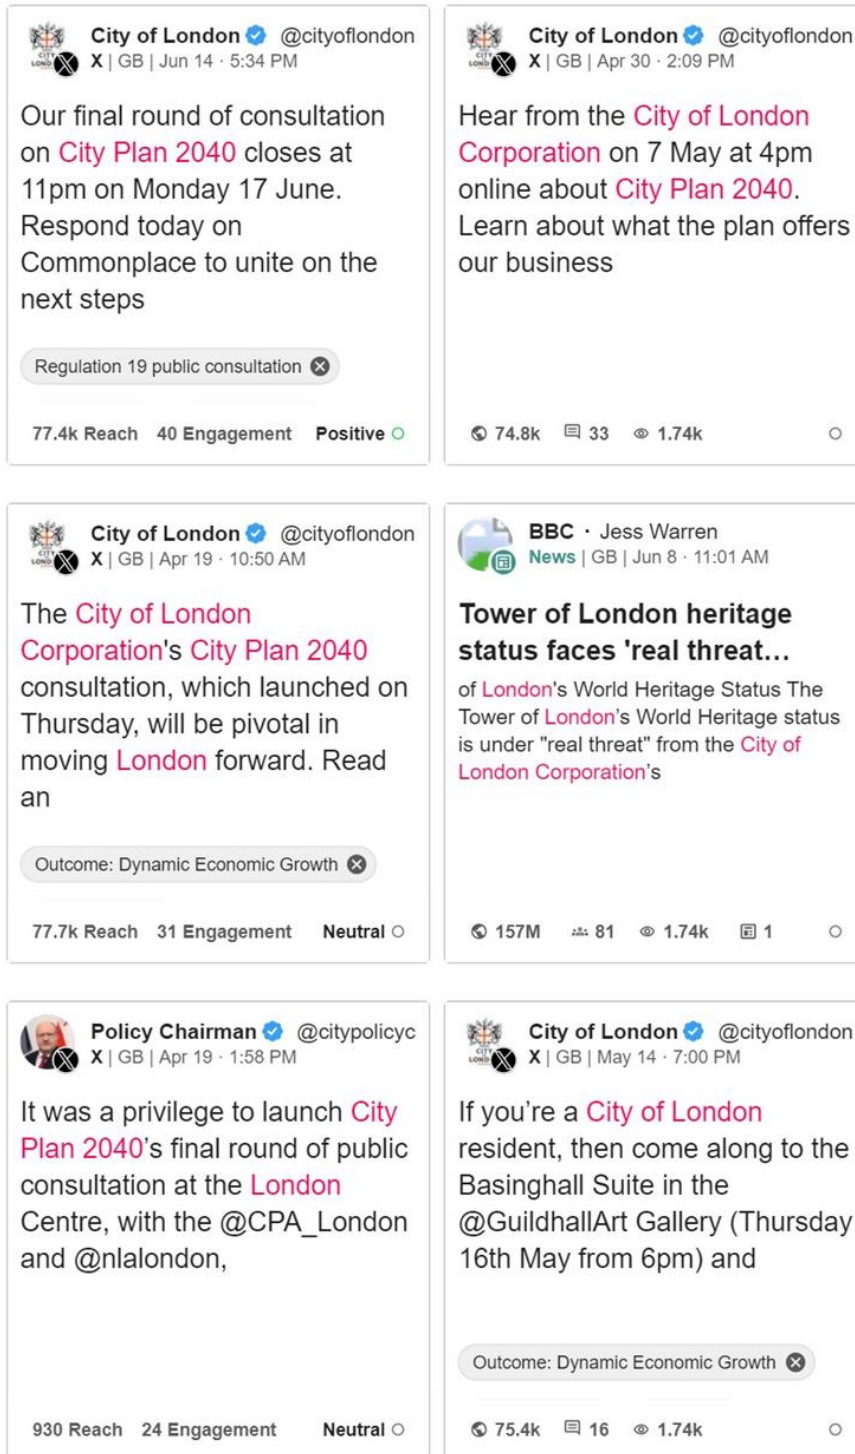 City of London @cityoflondon
X | GB | Jun 14 · 5:34 PM
Our final round of consultation
on City Plan 2040 closes at
11pm on Monday 17 June.
Respond today on
Commonplace to unite on the
next steps
Regulation 19 public consultation
77.4k Reach 40 Engagement Positive
City of London @cityoflondon
X | GB | Apr 30 · 2:09 PM
Hear from the City of London
Corporation on 7 May at 4pm
online about City Plan 2040.
Learn about what the plan offers
our business
74.8k 33 1.74k
City of London @cityoflondon
X | GB | Apr 19 · 10:50 AM
The City of London
Corporation's City Plan 2040
consultation, which launched on
Thursday, will be pivotal in
moving London forward. Read
an
Outcome: Dynamic Economic Growth
77.7k Reach 31 Engagement Neutral
BBC · Jess Warren
News | GB | Jun 8 · 11:01 AM
Tower of London heritage
status faces 'real threat...
of London's World Heritage Status The
Tower of London's World Heritage status
is under "real threat" from the City of
London Corporation's
157M 81 1.74k 1
Policy Chairman @citypolicyc
X | GB | Apr 19 · 1:58 PM
It was a privilege to launch City
Plan 2040's final round of public
consultation at the London
Centre, with the @CPA_London
and @nlalondon,
930 Reach 24 Engagement Neutral
City of London @cityoflondon
X | GB | May 14 · 7:00 PM
If you're a City of London
resident, then come along to the
Basinghall Suite in the
@GuildhallArt Gallery (Thursday
16th May from 6pm) and
Outcome: Dynamic Economic Growth
75.4k 16 1.74k